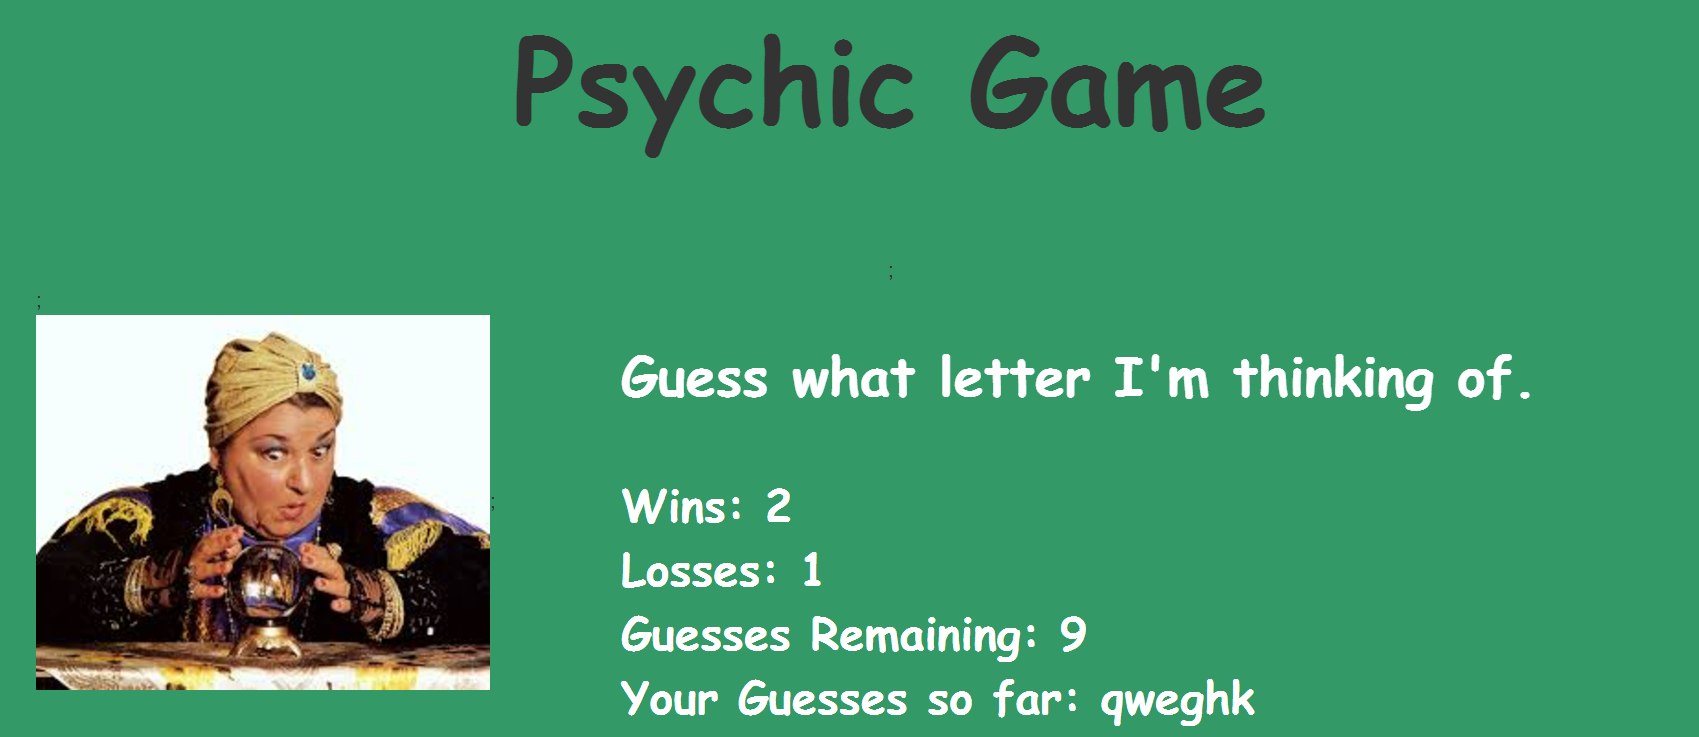 Psychic Game
;
;
Guess what letter I'm thinking of.
;
Wins: 2
Losses: 1
Guesses Remaining: 9
Your Guesses so far: qweghk